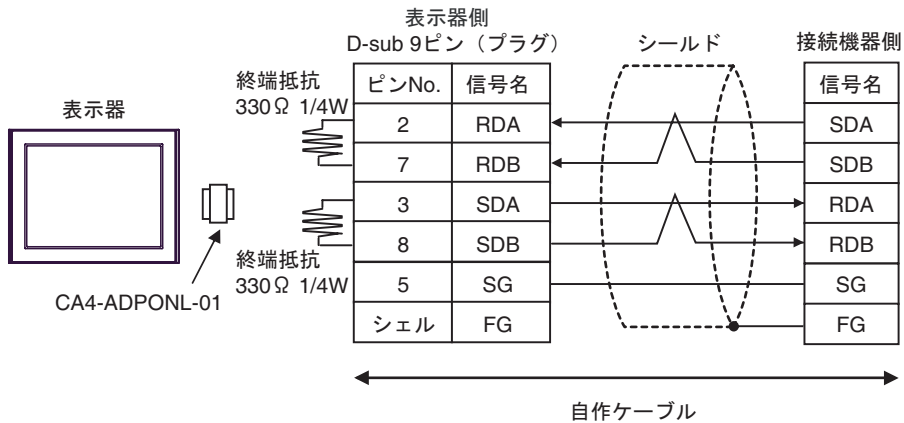 表示器側
D-sub 9ピン（プラグ）
シールド
接続機器側
終端抵抗
330Ω 1/4W
表示器
ピンNo. 信号名
2 RDA
7 RDB
3 SDA
8 SDB
5 SG
シェル FG
信号名
SDA
SDB
RDA
RDB
SG
FG
終端抵抗
330Ω 1/4W
CA4-ADPONL-01
自作ケーブル